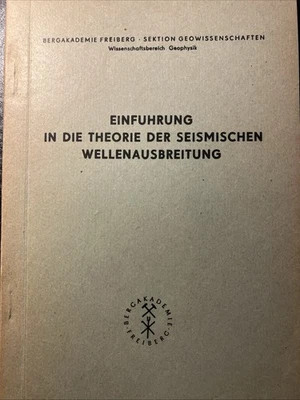 BERGAKADEMIE FREIBERG · SEKTION GEOWISSENSCHAFTEN
Wissenschaftsbereich Geophysik
EINFUHRUNG
IN DIE THEORIE DER SEISMISCHEN
WELLENAUSBREITUNG
BERGAKADEMIE
FREIBERG